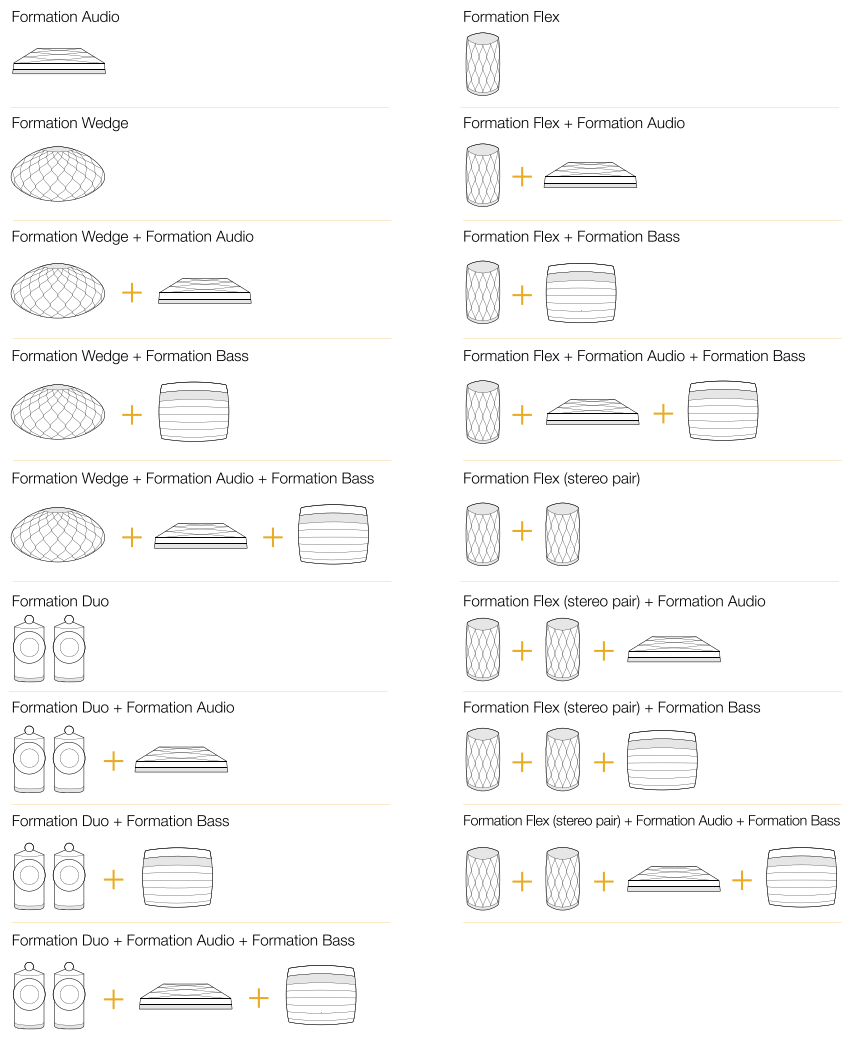 Formation Audio
Formation Wedge
Formation Wedge + Formation Audio
Formation Wedge + Formation Bass
Formation Wedge + Formation Audio + Formation Bass
Formation Duo
Formation Duo + Formation Audio
Formation Duo + Formation Bass
Formation Duo + Formation Audio + Formation Bass
Formation Flex
Formation Flex + Formation Audio
Formation Flex + Formation Bass
Formation Flex + Formation Audio + Formation Bass
Formation Flex (stereo pair)
Formation Flex (stereo pair) + Formation Audio
Formation Flex (stereo pair) + Formation Bass
Formation Flex (stereo pair) + Formation Audio + Formation Bass